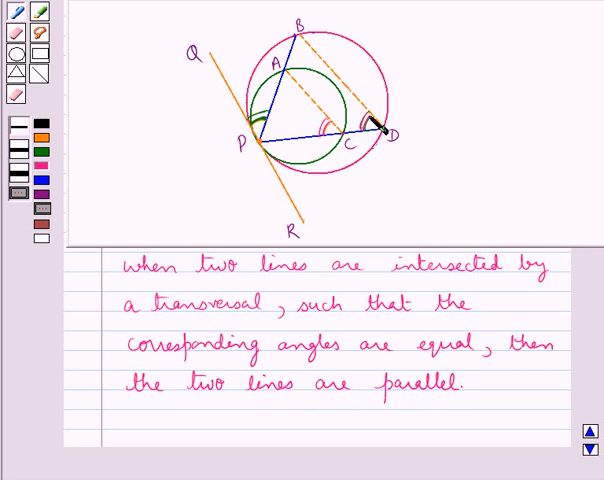 B
Q
A
P
C
D
R
when two lines are intersected by
a transversal, such that the
corresponding angles are equal, then
the two lines are parallel.